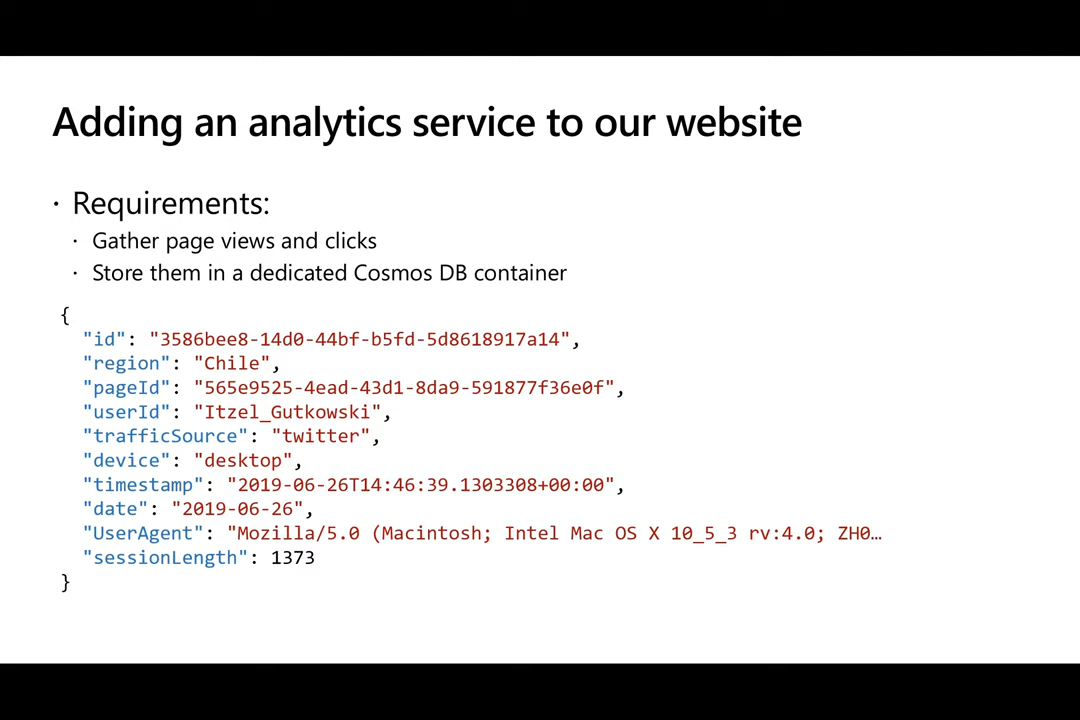 Adding an analytics service to our website
· Requirements:
· Gather page views and clicks
· Store them in a dedicated Cosmos DB container
{
"id": "3586bee8-14d0-44bf-b5fd-5d8618917a14",
"region": "Chile",
"pageId": "565e9525-4ead-43d1-8da9-591877f36e0f",
"userId": "Itzel_Gutkowski",
"trafficSource": "twitter",
"device": "desktop",
"timestamp": "2019-06-26T14:46:39.1303308+00:00",
"date": "2019-06-26",
"UserAgent": "Mozilla/5.0 (Macintosh; Intel Mac OS X 10_5_3 rv:4.0; ZH0…
"sessionLength": 1373
}